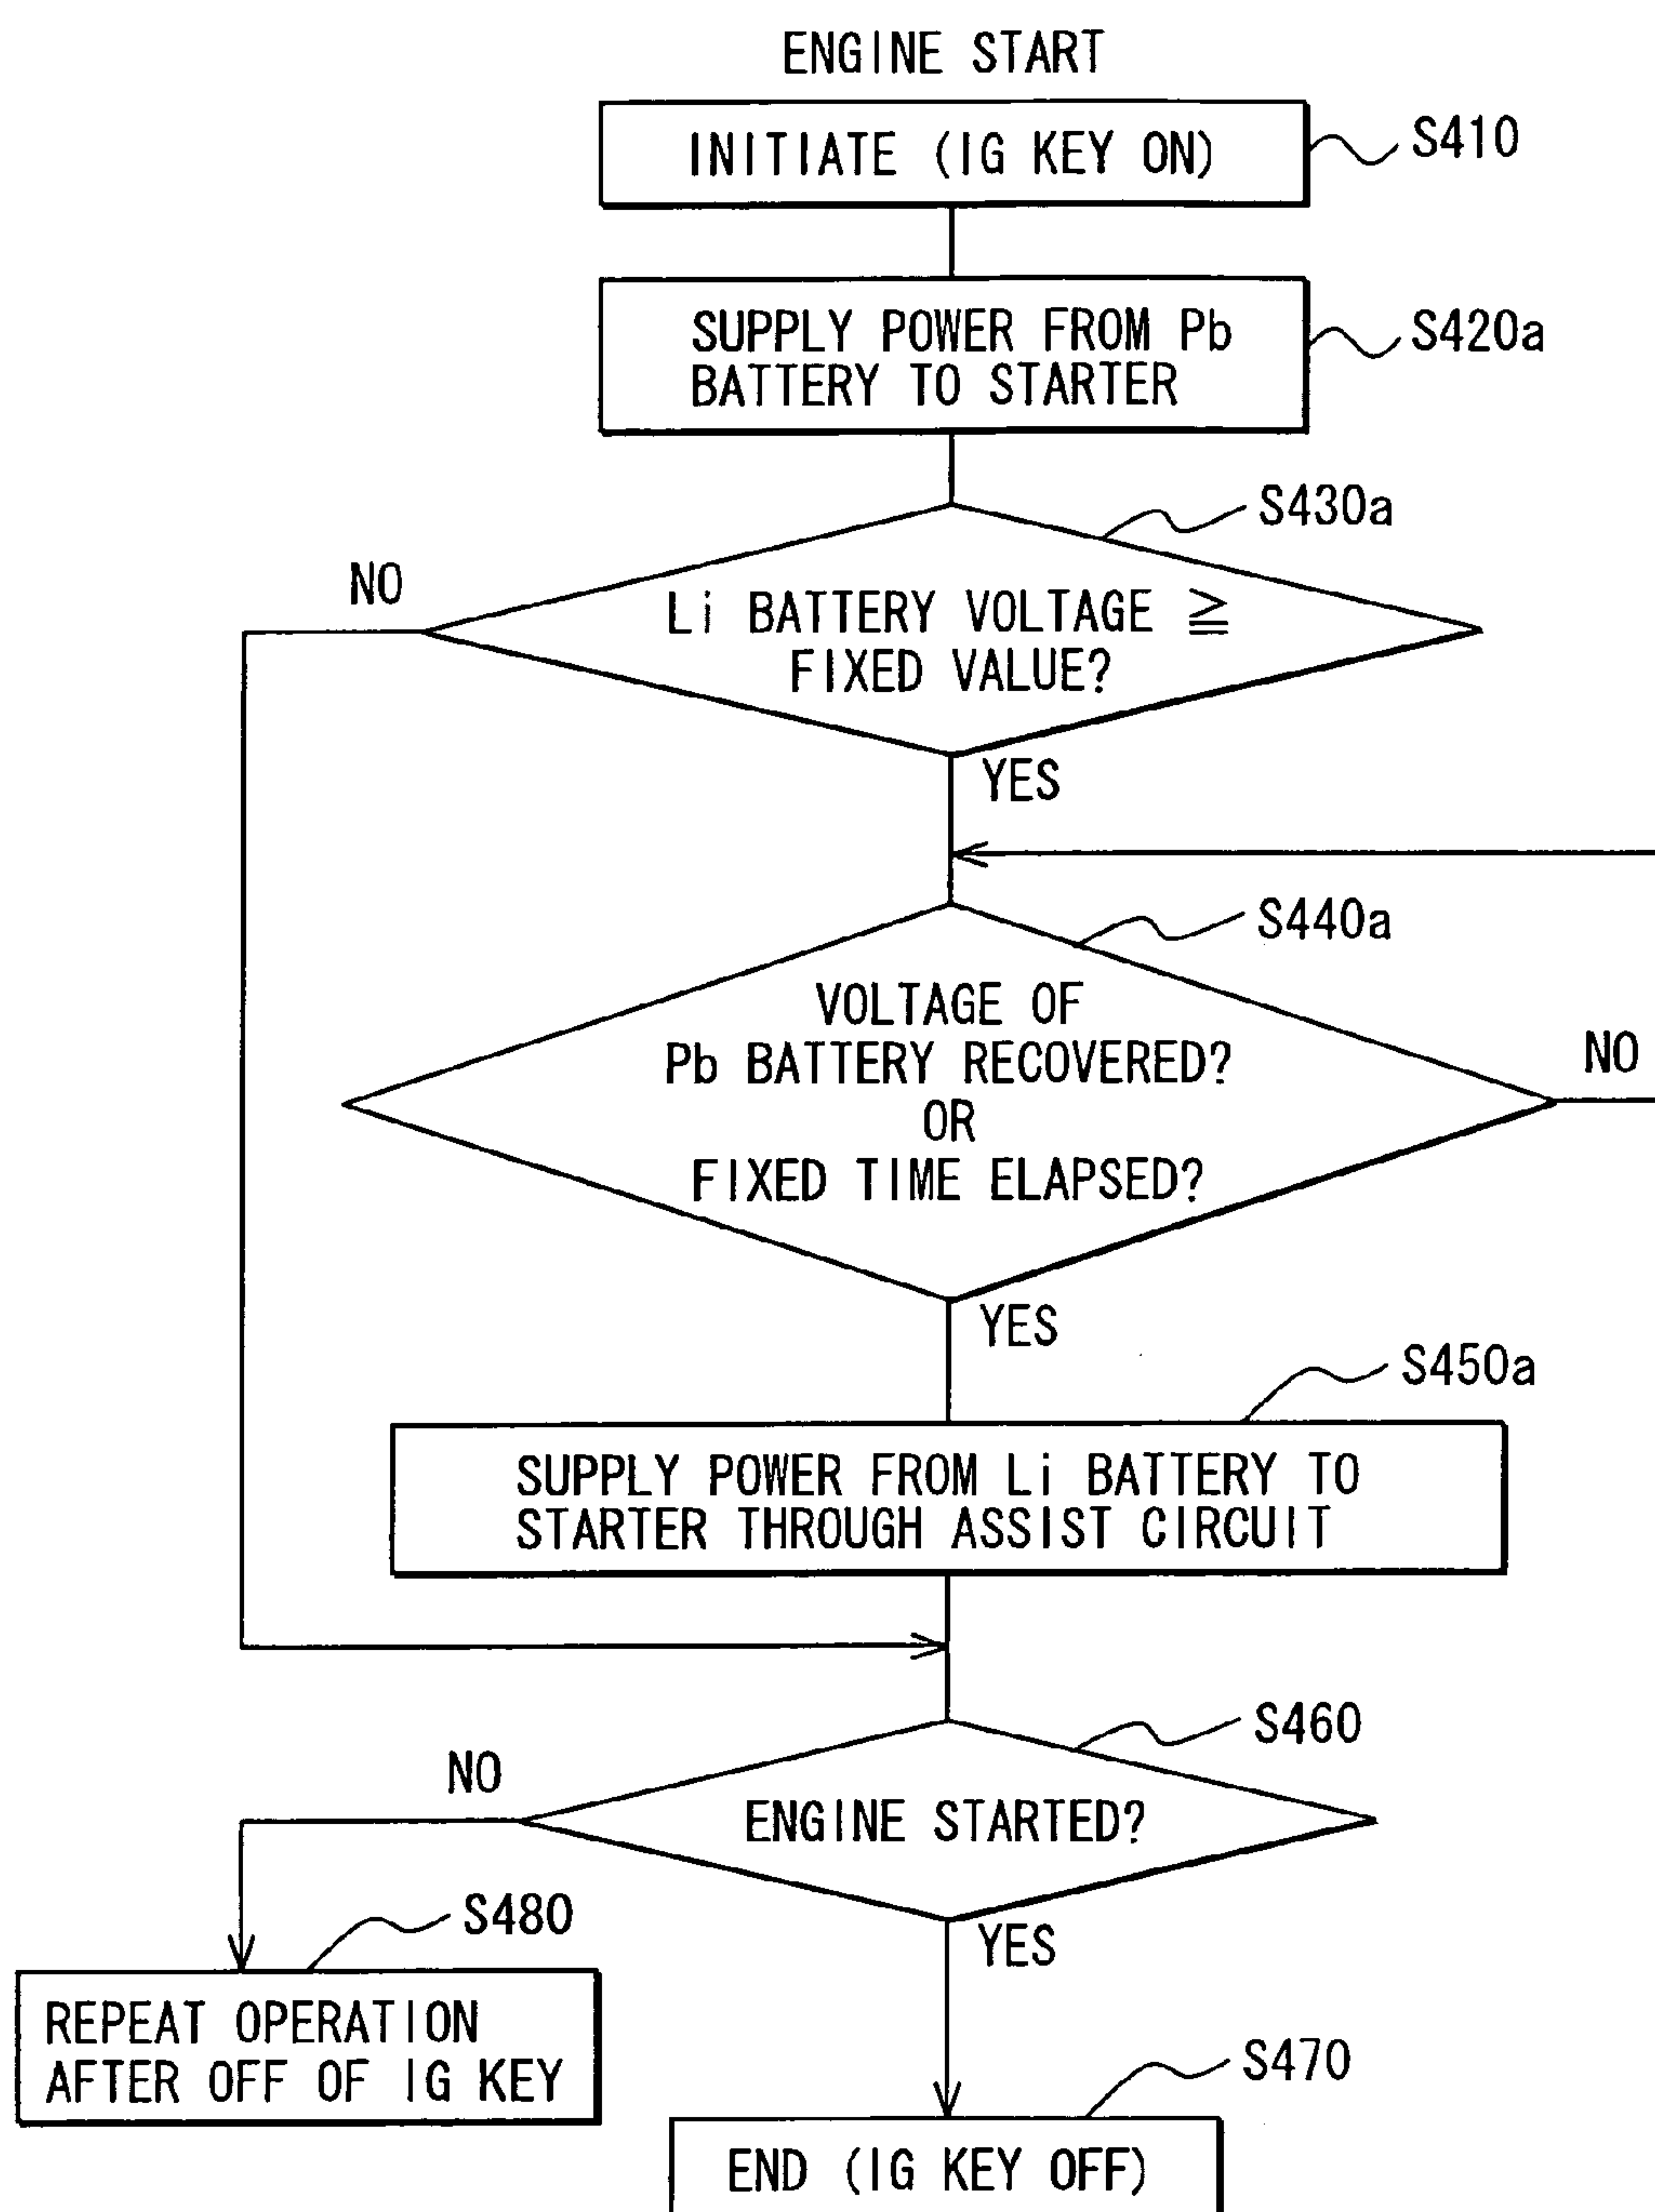 ENGINE START
INITIATE (IG KEY ON)
S410
SUPPLY POWER FROM Pb
BATTERY TO STARTER
S420a
S430a
NO
Li BATTERY VOLTAGE ≧
FIXED VALUE?
YES
S440a
VOLTAGE OF
Pb BATTERY RECOVERED?
OR
FIXED TIME ELAPSED?
NO
YES
S450a
SUPPLY POWER FROM Li BATTERY TO
STARTER THROUGH ASSIST CIRCUIT
S460
NO
ENGINE STARTED?
YES
S480
REPEAT OPERATION
AFTER OFF OF IG KEY
S470
END (IG KEY OFF)